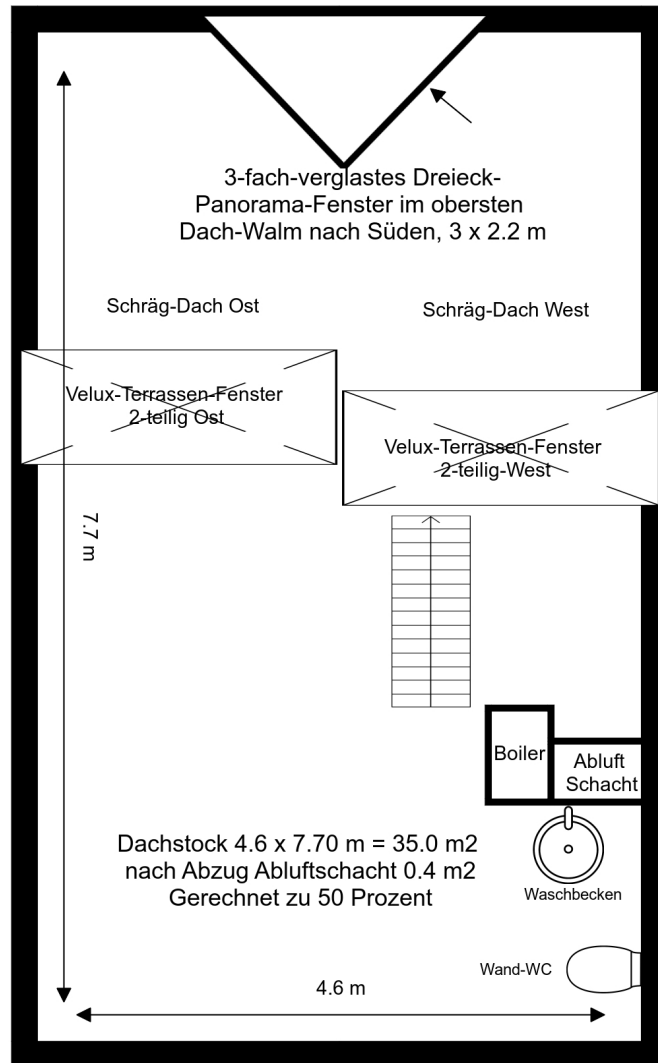 3-fach-verglastes Dreieck-
Panorama-Fenster im obersten
Dach-Walm nach Süden, 3 x 2.2 m
Schräg-Dach Ost
Schräg-Dach West
Velux-Terrassen-Fenster
2-teilig Ost
Velux-Terrassen-Fenster
2-teilig-West
7.7 m
Boiler
Abluft
Schacht
Dachstock 4.6 x 7.70 m = 35.0 m2
nach Abzug Abluftschacht 0.4 m2
Gerechnet zu 50 Prozent
Waschbecken
Wand-WC
4.6 m